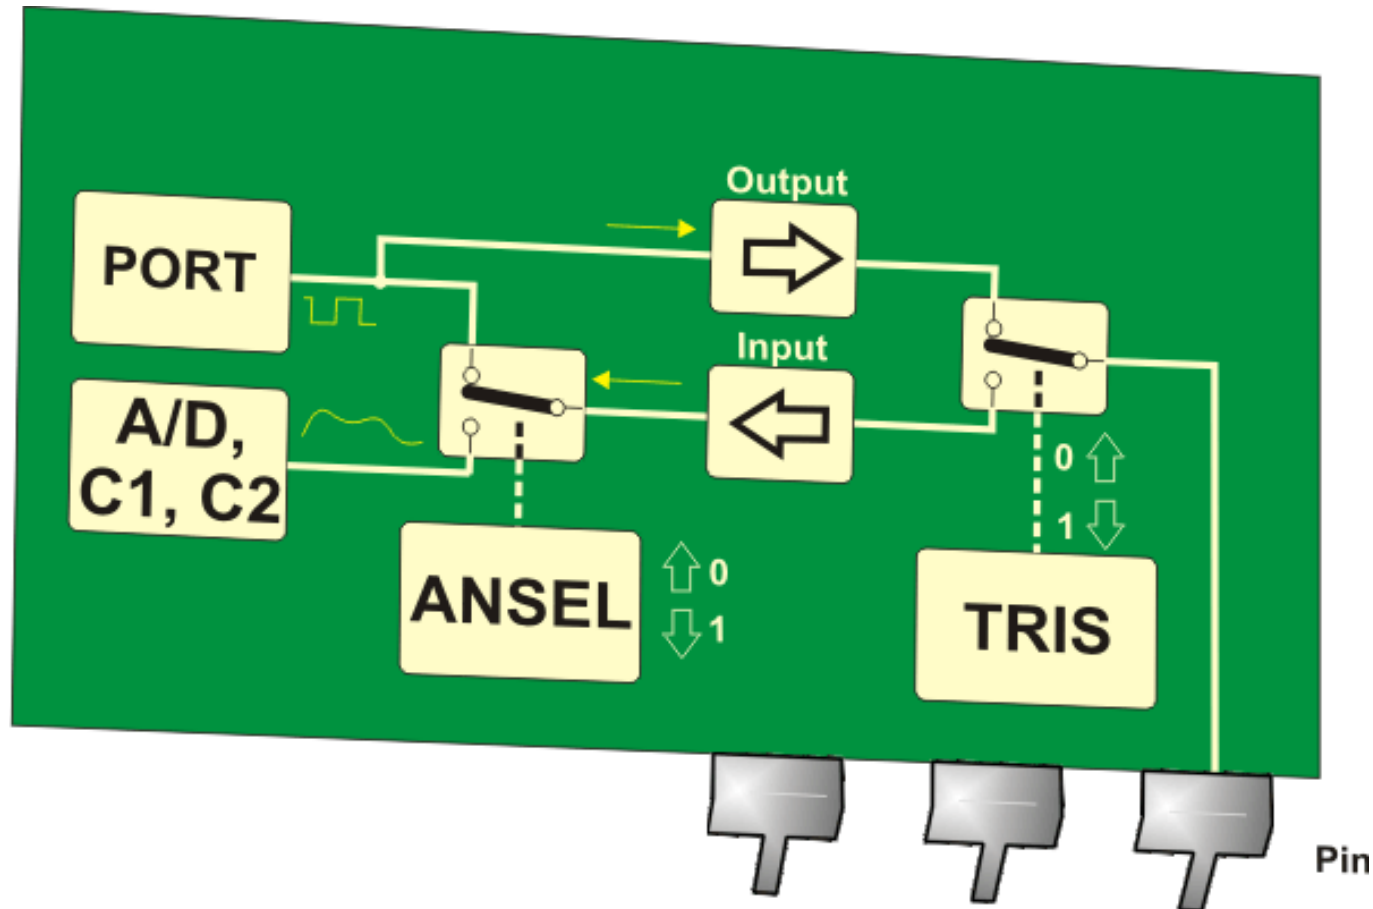 Output
PORT
Input
A/D,
C1, C2
0
1
ANSEL
0
1
TRIS
Pin